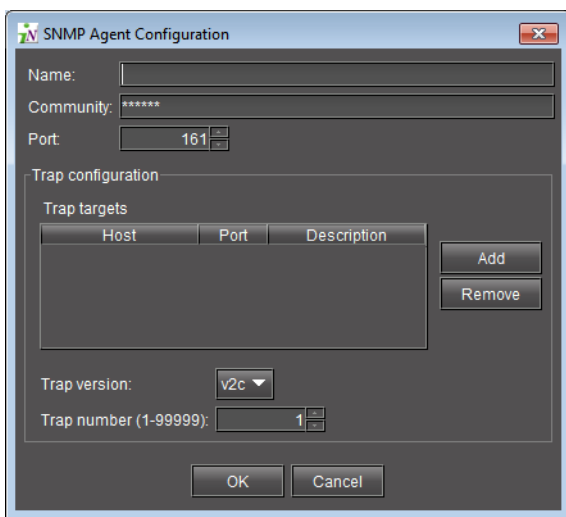 SNMP Agent Configuration
Name:
Community: ******
Port: 161
Trap configuration
Trap targets
Host Port Description
Add
Remove
Trap version: v2c
Trap number (1-99999): 1
OK Cancel